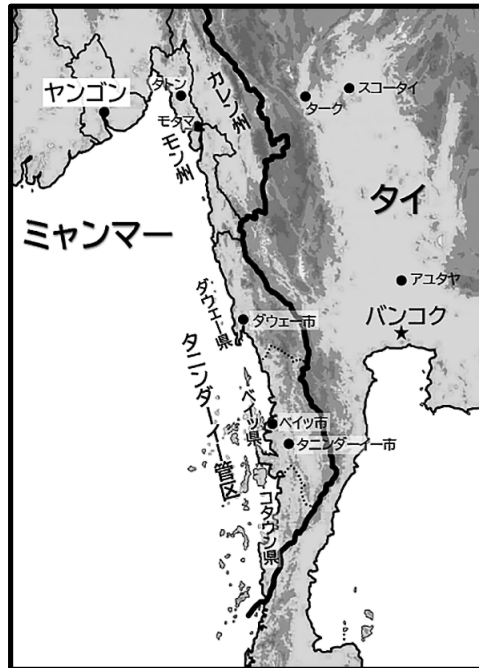 ヤンゴン
タトン
モタマ
カレン州
モン州
ターク
スコータイ
タイ
ミャンマー
アユタヤ
バンコク
ダウェー県
ダウェー市
タニンダーイー管区
ベイッ県
ベイッ市
タニンダーイー市
コタウン県